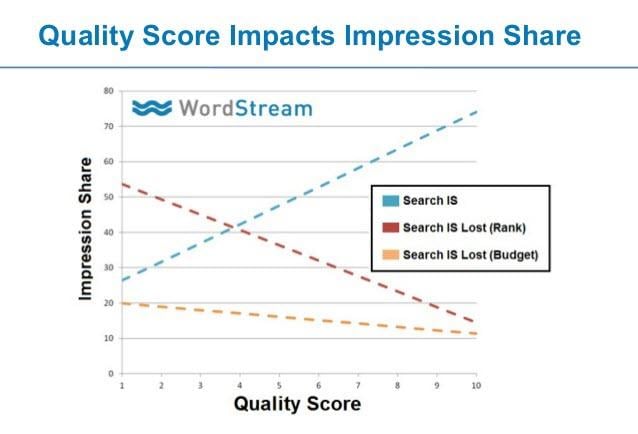 Quality Score Impacts Impression Share
WordStream
80
70
60
50
40
30
20
10
0
Impression Share
Search IS
Search IS Lost (Rank)
Search IS Lost (Budget)
1 2 3 4 5 6 7 8 9 10
Quality Score